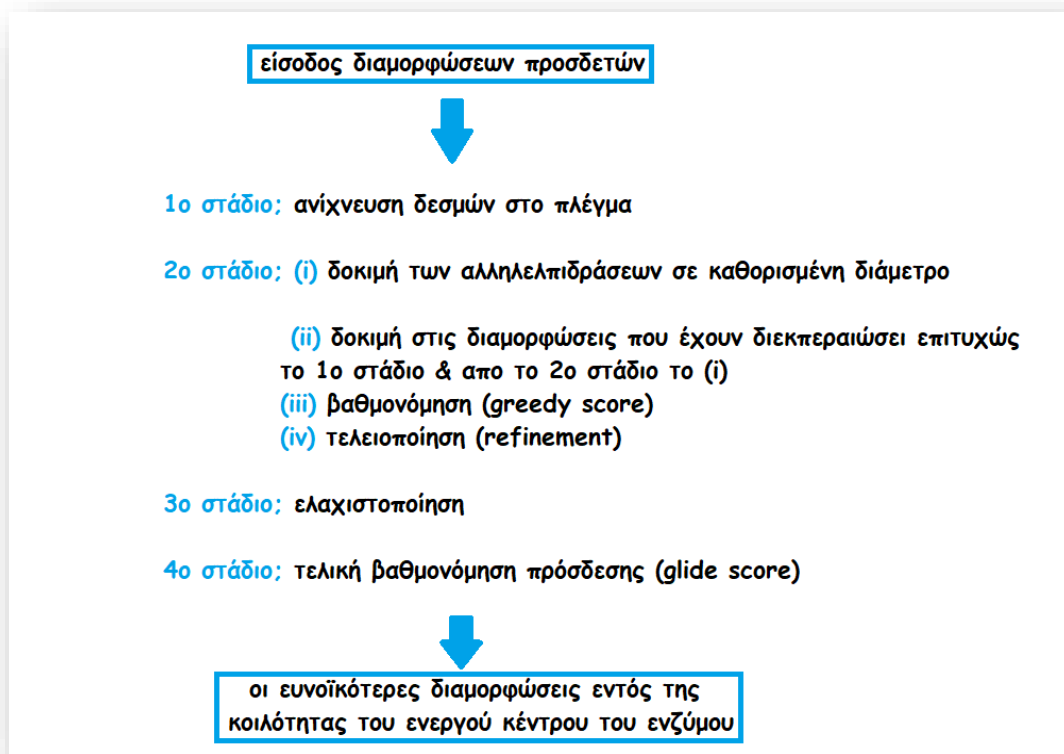 είσοδος διαμορφώσεων προσδετών
1ο στάδιο; ανίχνευση δεσμών στο πλέγμα
2ο στάδιο; (i) δοκιμή των αλληλελπιδράσεων σε καθορισμένη διάμετρο
(ii) δοκιμή στις διαμορφώσεις που έχουν διεκπεραιώσει επιτυχώς
το 1ο στάδιο & απο το 2ο στάδιο το (i)
(iii) βαθμονόμηση (greedy score)
(iv) τελειοποίηση (refinement)
3ο στάδιο; ελαχιστοποίηση
4ο στάδιο; τελική βαθμονόμηση πρόσδεσης (glide score)
οι ευνοϊκότερες διαμορφώσεις εντός της
κοιλότητας του ενεργού κέντρου του ενζύμου